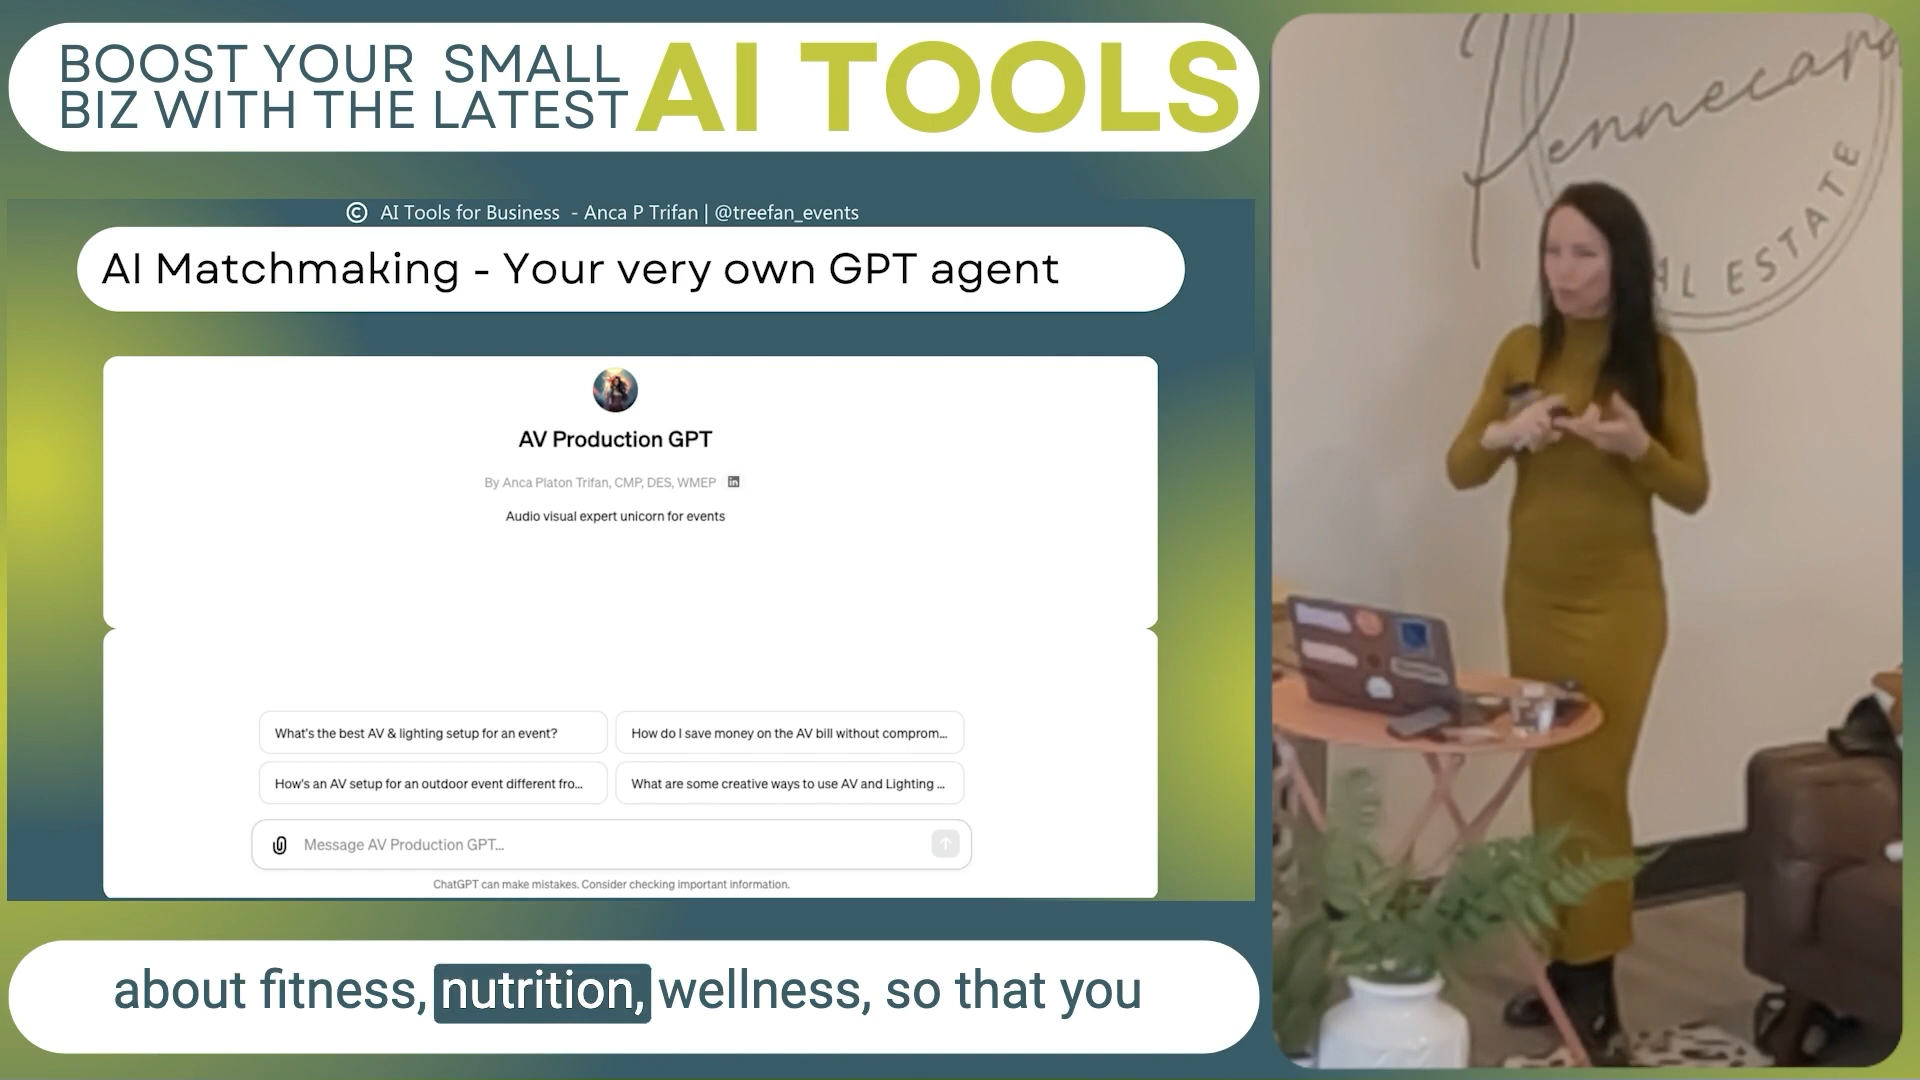 BOOST YOUR SMALL
BIZ WITH THE LATEST
AI TOOLS
© AI Tools for Business - Anca P Trifan | @treefan_events
AI Matchmaking - Your very own GPT agent
AV Production GPT
By Anca Platon Trifan, CMP, DES, WMEP in
Audio visual expert unicorn for events
What's the best AV & lighting setup for an event?
How do I save money on the AV bill without comprom...
How's an AV setup for an outdoor event different fro...
What are some creative ways to use AV and Lighting ...
Message AV Production GPT...
ChatGPT can make mistakes. Consider checking important information.
about fitness, nutrition, wellness, so that you
Pennecard
AL ESTATE